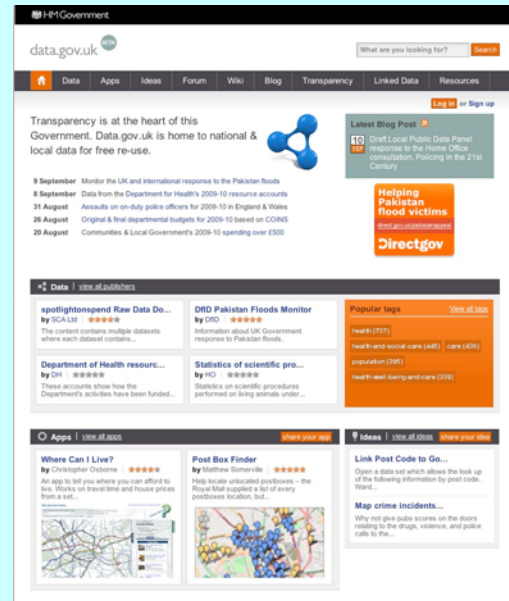 HM Government
data.gov.uk BETA
What are you looking for? Search
Data Apps Ideas Forum Wiki Blog Transparency Linked Data Resources
Log in or Sign up
Transparency is at the heart of this
Government. Data.gov.uk is home to national &
local data for free re-use.
9 September Monitor the UK and international response to the Pakistan floods
8 September Data from the Department for Health's 2009-10 resource accounts
31 August Assaults on on-duty police officers for 2009-10 in England & Wales
26 August Original & final departmental budgets for 2009-10 based on COINS
20 August Communities & Local Government's 2009-10 spending over £500
Latest Blog Post
10 SEP
Draft Local Public Data Panel
response to the Home Office
consultation, Policing in the 21st
Century
Helping
Pakistan
flood victims
direct.gov.uk/pakistanappeal
Directgov
Data | view all publishers
spotlightonspend Raw Data Do...
by SCA Ltd
The content contains multiple datasets
where each dataset contains...
DfID Pakistan Floods Monitor
by DfID
Information about UK Government
response to Pakistan floods.
Department of Health resourc...
by DH
These accounts show how the
Department's activities have been funded...
Statistics of scientific pro...
by HO
Statistics on scientific procedures
performed on living animals under...
Popular tags View all tags
health (737)
health-and-social-care (445) care (409)
population (395)
health-well-being-and-care (339)
Apps | view all apps share your app
Where Can I Live?
by Christopher Osborne
An app to tell you where you can afford to
live. Works on travel time and house prices
from a set...
Post Box Finder
by Matthew Somerville
Help locate unlocated postboxes – the
Royal Mail supplied a list of every
postboxes location, but...
Ideas | view all ideas share your idea
Link Post Code to Go...
Open a data set which allows the look up
of the following information by post code.
Ward...
Map crime incidents...
Why not give pubs scores on the doors
relating to the drugs, violence, and police
calls to the...